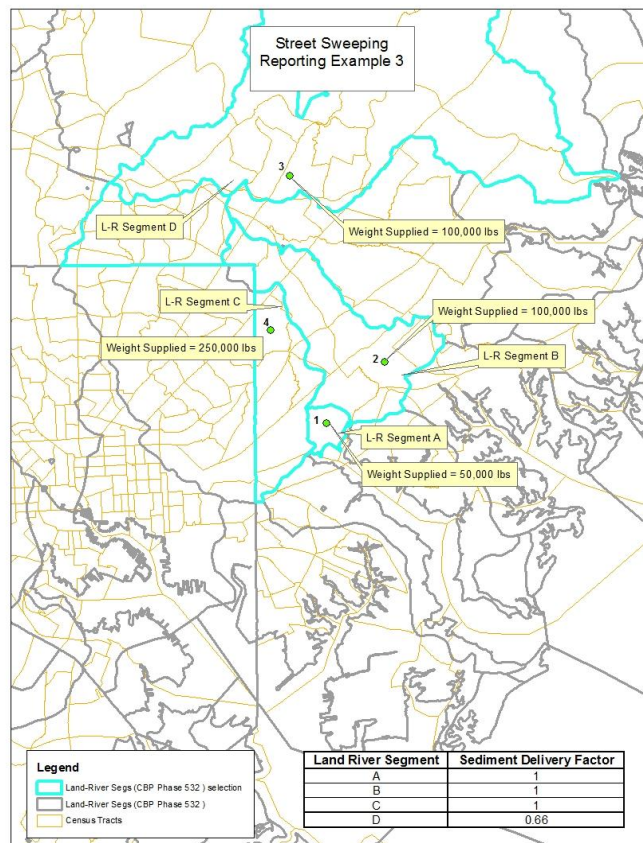 Street Sweeping
Reporting Example 3
3
L-R Segment D
Weight Supplied = 100,000 lbs
L-R Segment C
Weight Supplied = 100,000 lbs
4
Weight Supplied = 250,000 lbs
2
L-R Segment B
1
L-R Segment A
Weight Supplied = 50,000 lbs
Legend
Land-River Segs (CBP Phase 532 ) selection
Land-River Segs (CBP Phase 532 )
Census Tracts
Land River Segment Sediment Delivery Factor
A 1
B 1
C 1
D 0.66